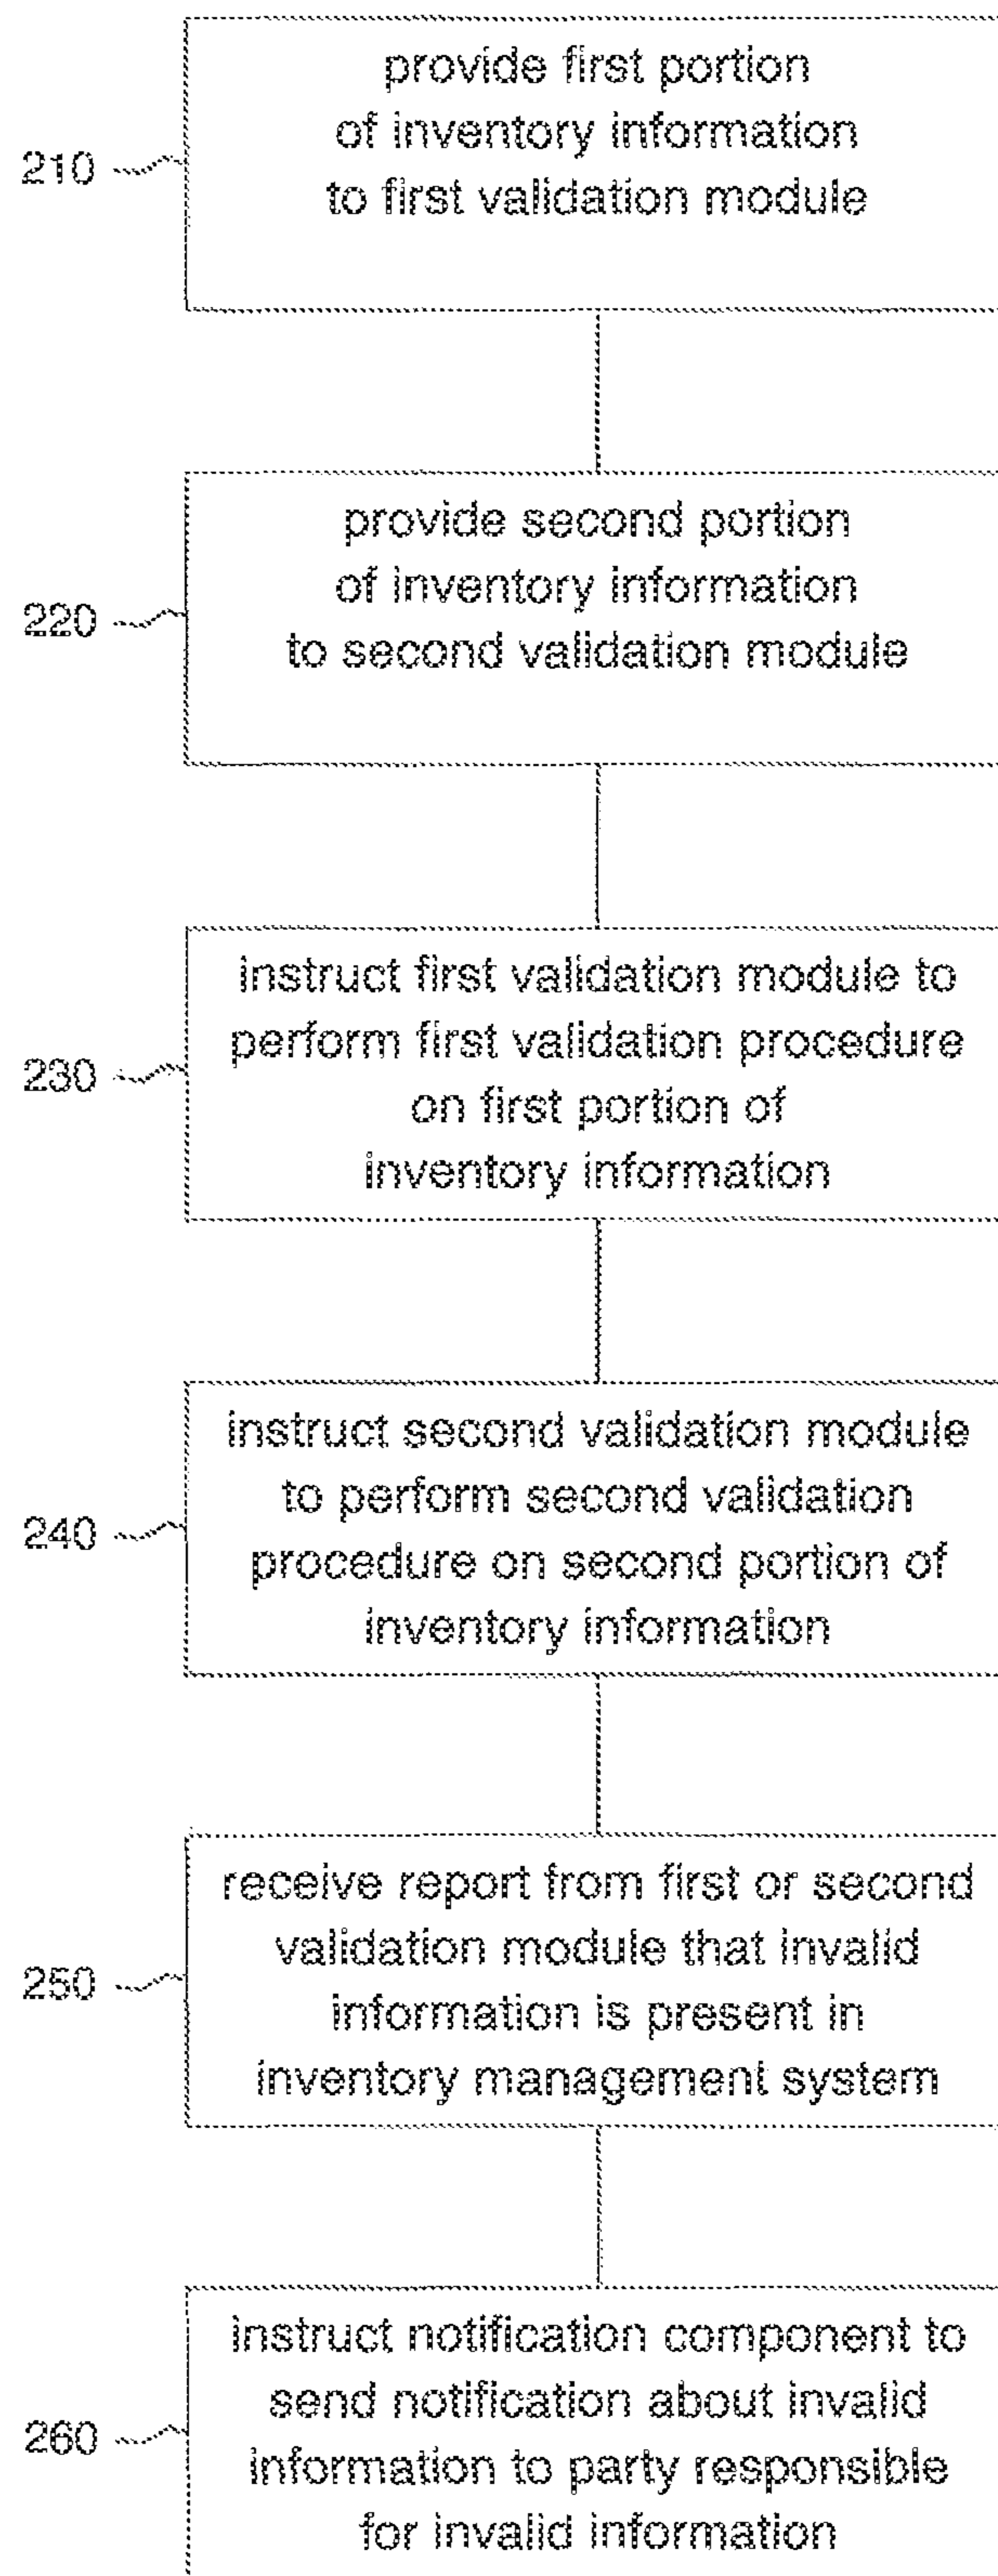 provide first portion
of inventory information
to first validation module
210
provide second portion
of inventory information
to second validation module
220
instruct first validation module to
perform first validation procedure
on first portion of
inventory information
230
instruct second validation module
to perform second validation
procedure on second portion of
inventory information
240
receive report from first or second
validation module that invalid
information is present in
inventory management system
250
instruct notification component to
send notification about invalid
information to party responsible
for invalid information
260